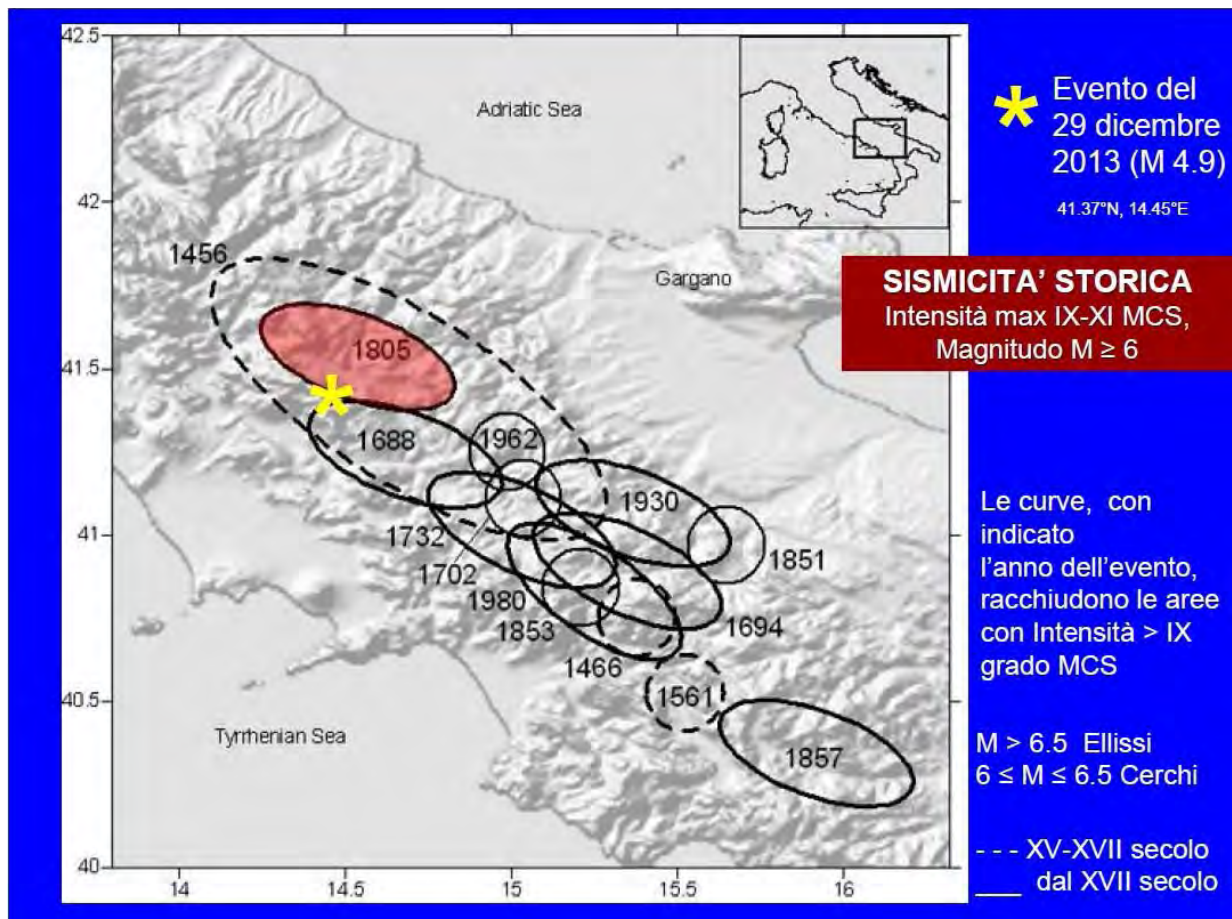 42.5
42
41.5
41
40.5
40
14
14.5
15
15.5
16
Adriatic Sea
Gargano
Tyrrhenian Sea
1456
1805
1688
1962
1930
1732
1702
1851
1980
1853
1694
1466
1561
1857
* Evento del
29 dicembre
2013 (M 4.9)
41.37°N, 14.45°E
SISMICITA' STORICA
Intensità max IX-XI MCS,
Magnitudo M ≥ 6
Le curve, con
indicato
l'anno dell'evento,
racchiudono le aree
con Intensità > IX
grado MCS
M > 6.5 Ellissi
6 ≤ M ≤ 6.5 Cerchi
- - - XV-XVII secolo
___ dal XVII secolo